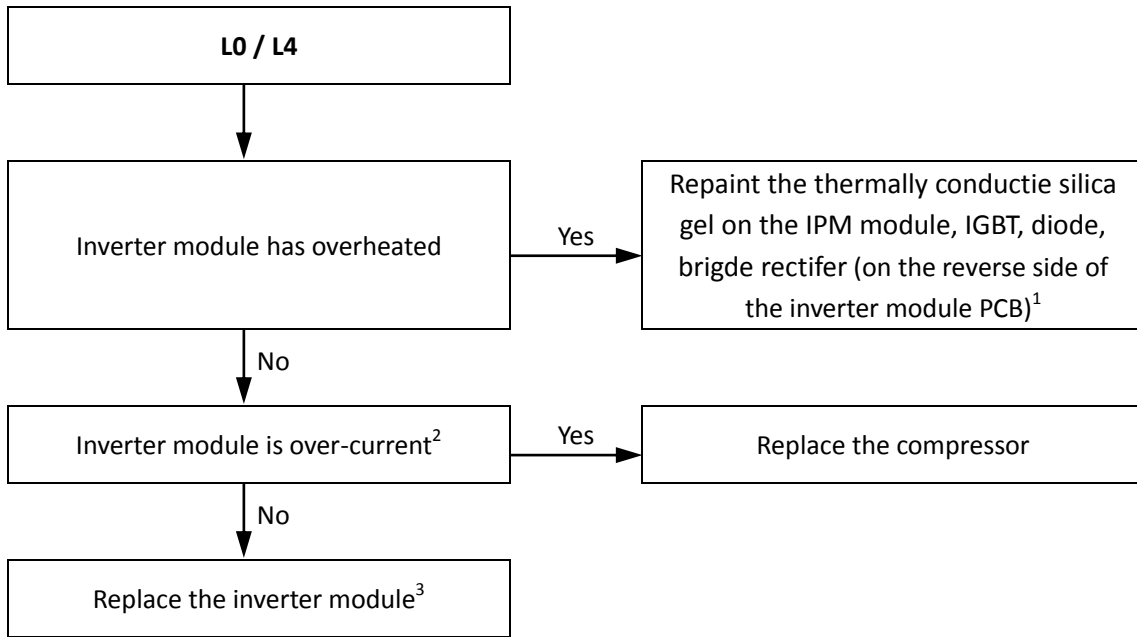 L0 / L4
Inverter module has overheated
Yes
Repaint the thermally conductie silica
gel on the IPM module, IGBT, diode,
brigde rectifer (on the reverse side of
the inverter module PCB)1
No
Inverter module is over-current2
Yes
Replace the compressor
No
Replace the inverter module3